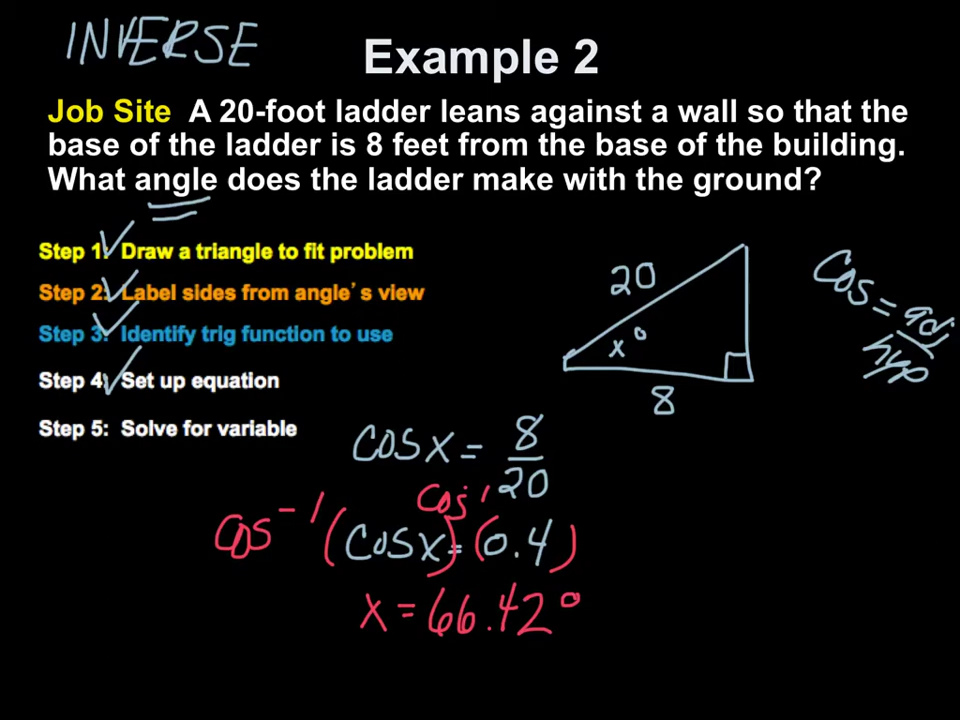 INVERSE
Example 2
Job Site A 20-foot ladder leans against a wall so that the
base of the ladder is 8 feet from the base of the building.
What angle does the ladder make with the ground?
Step 1: Draw a triangle to fit problem
Step 2: Label sides from angle's view
Step 3: Identify trig function to use
Step 4: Set up equation
Step 5: Solve for variable
20
x°
8
Cos = adj/hyp
cos x = 8/20
cos⁻¹(cos x) = cos⁻¹(0.4)
x = 66.42°